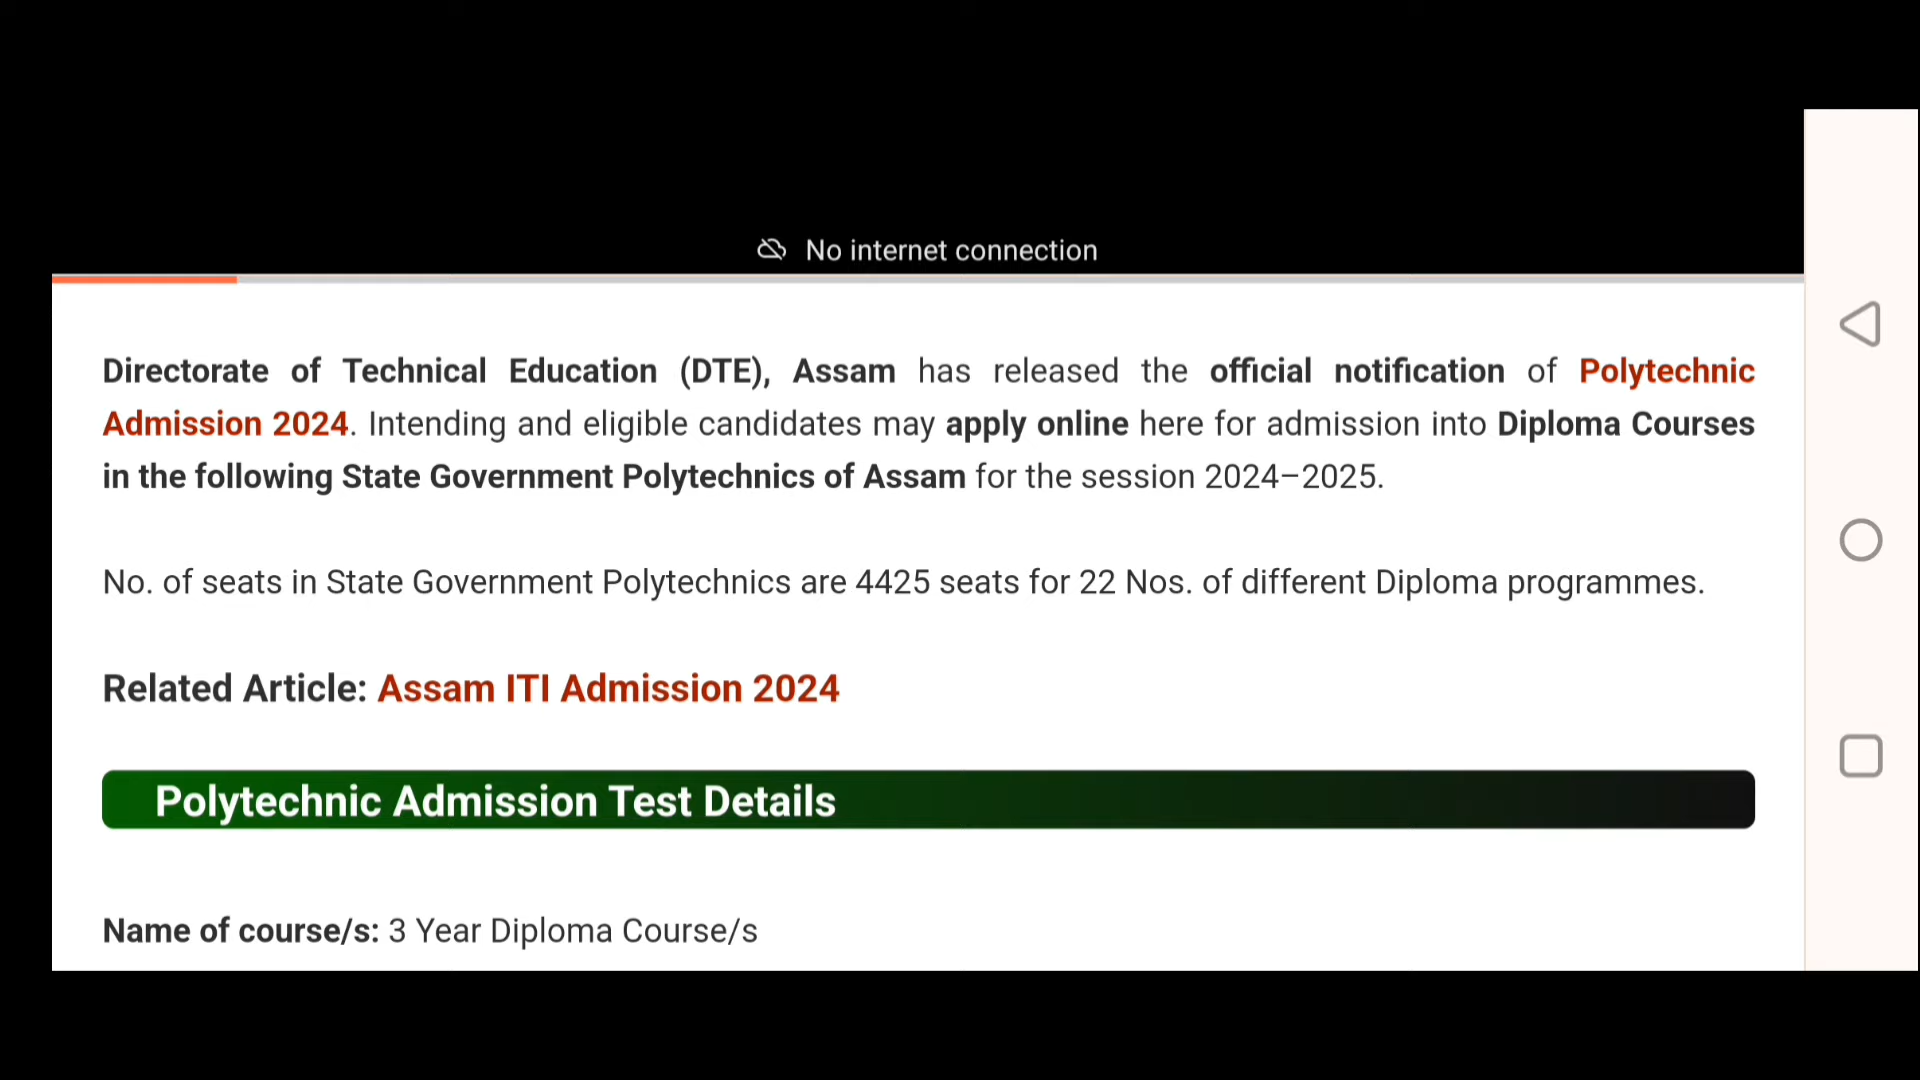 No internet connection
Directorate of Technical Education (DTE), Assam has released the official notification of Polytechnic
Admission 2024. Intending and eligible candidates may apply online here for admission into Diploma Courses
in the following State Government Polytechnics of Assam for the session 2024–2025.
No. of seats in State Government Polytechnics are 4425 seats for 22 Nos. of different Diploma programmes.
Related Article: Assam ITI Admission 2024
Polytechnic Admission Test Details
Name of course/s: 3 Year Diploma Course/s